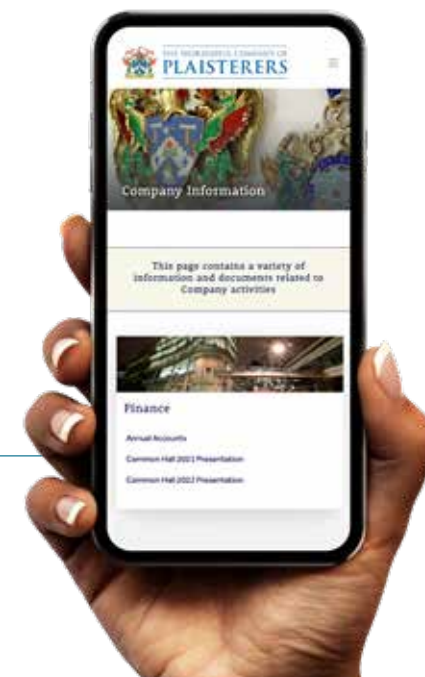 THE WORSHIPFUL COMPANY OF
PLAISTERERS
Company Information
This page contains a variety of
information and documents related to
Company activities
Finance
Annual Accounts
Common Hall 2021 Presentation
Common Hall 2022 Presentation